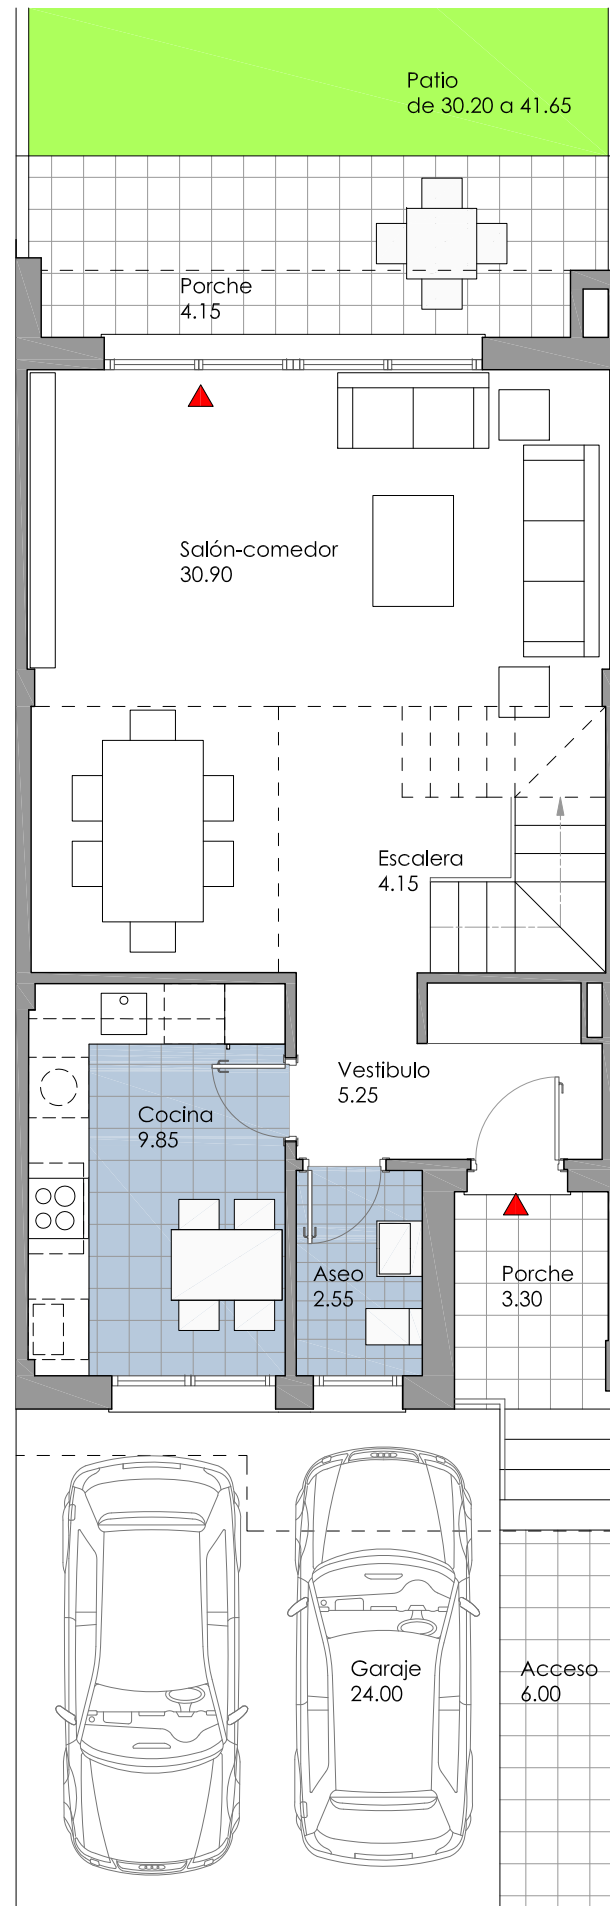 Patio
de 30.20 a 41.65
Porche
4.15
Salón-comedor
30.90
Escalera
4.15
Vestibulo
5.25
Cocina
9.85
Aseo
2.55
Porche
3.30
Garaje
24.00
Acceso
6.00